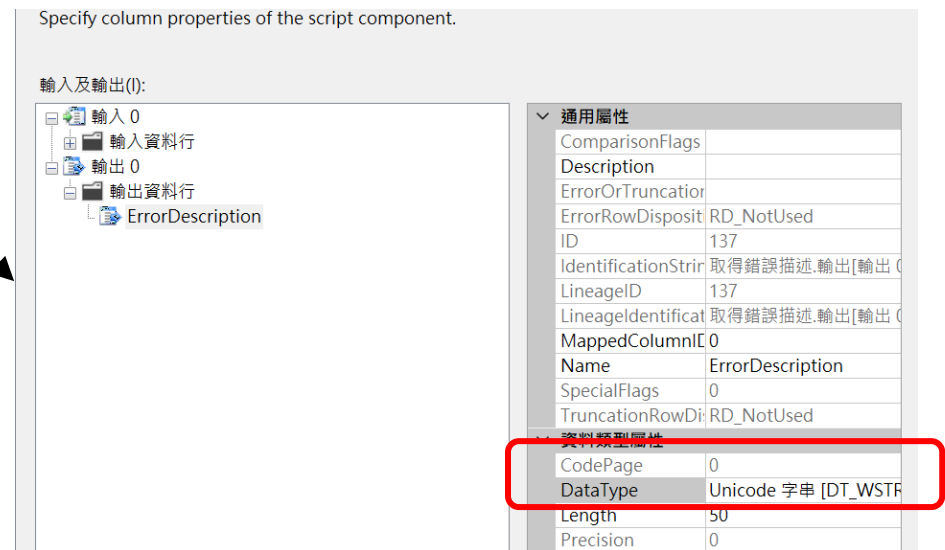 Specify column properties of the script component.
輸入及輸出(I):
輸入 0
輸入資料行
輸出 0
輸出資料行
ErrorDescription
通用屬性
ComparisonFlags
Description
ErrorOrTruncation
ErrorRowDisposit RD_NotUsed
ID 137
IdentificationStrin 取得錯誤描述.輸出[輸出 0
LineageID 137
LineageIdentificat 取得錯誤描述.輸出[輸出 0
MappedColumnID 0
Name ErrorDescription
SpecialFlags 0
TruncationRowDis RD_NotUsed
資料類型屬性
CodePage 0
DataType Unicode 字串 [DT_WSTR
Length 50
Precision 0